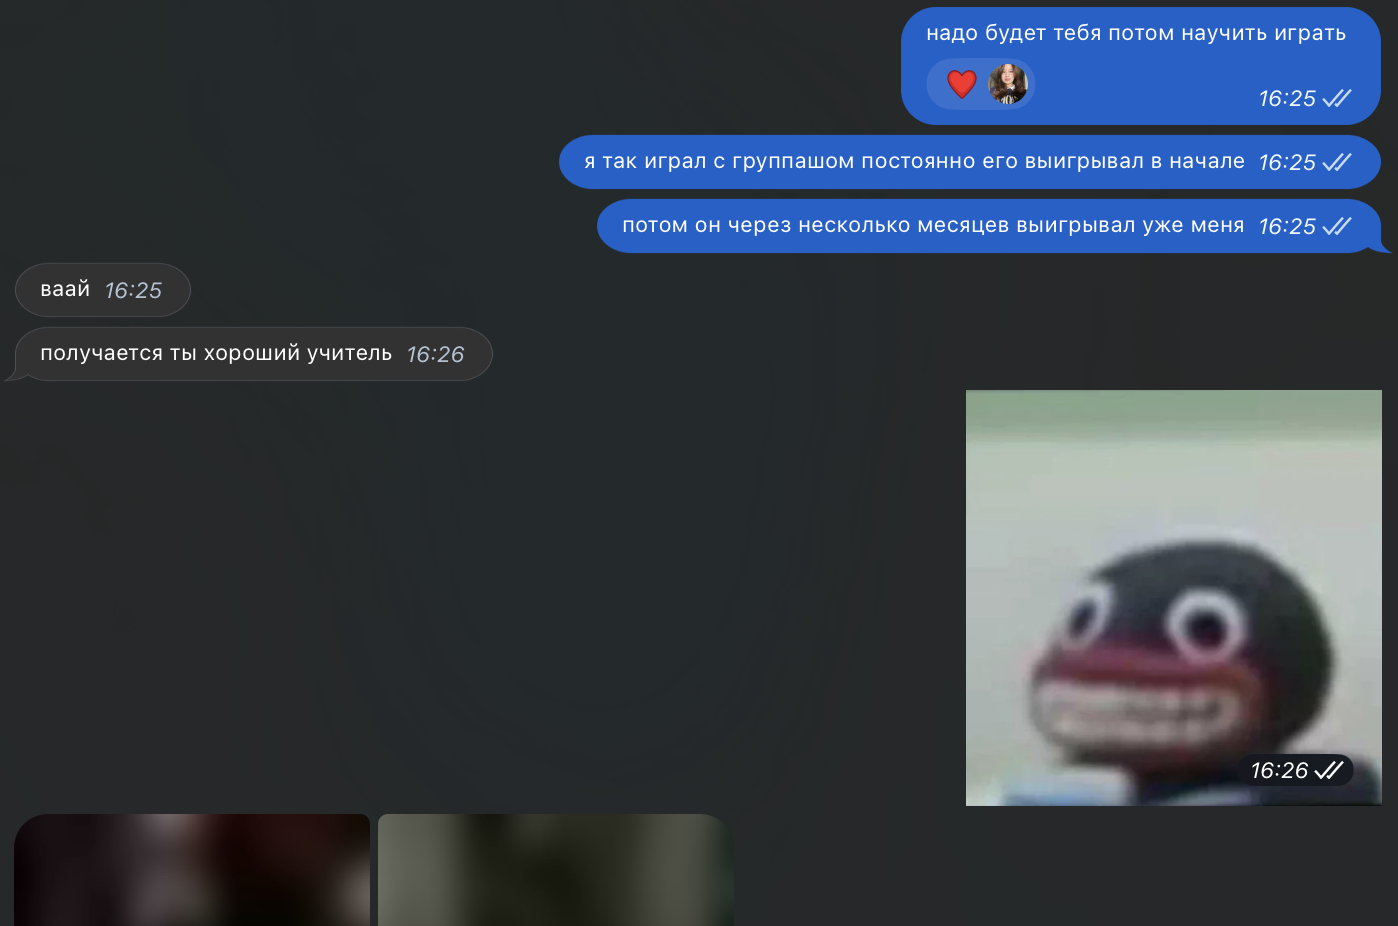 надо будет тебя потом научить играть
16:25
я так играл с группашом постоянно его выигрывал в начале 16:25
потом он через несколько месяцев выигрывал уже меня 16:25
ваай 16:25
получается ты хороший учитель 16:26
16:26